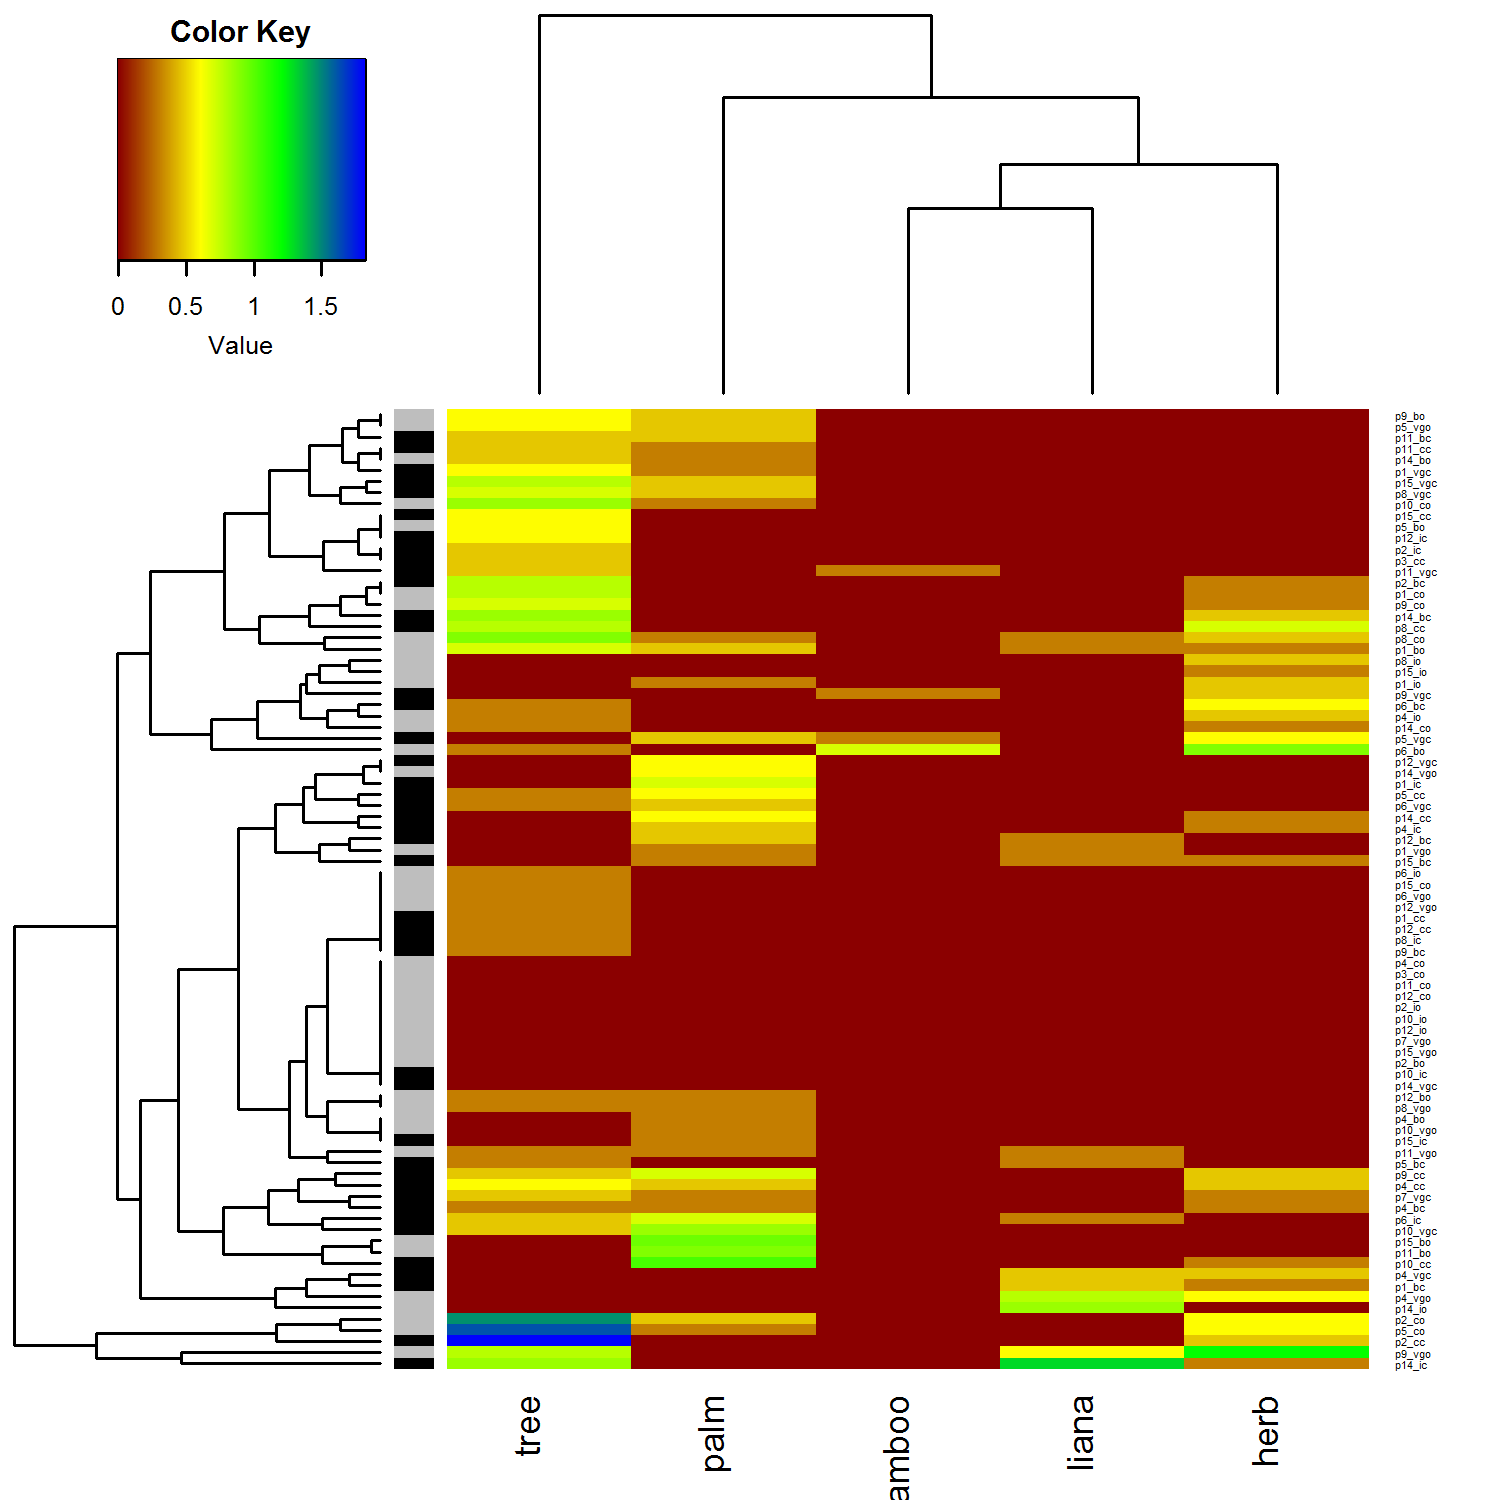 Color Key
0 0.5 1 1.5
Value
p9_bo
p5_vgo
p11_bc
p11_cc
p14_bo
p1_vgc
p15_vgc
p8_vgc
p10_co
p15_cc
p5_bo
p12_ic
p2_ic
p3_cc
p11_vgc
p2_bc
p1_co
p9_co
p14_bc
p8_cc
p8_co
p1_bo
p8_io
p15_io
p1_io
p9_vgc
p6_bc
p4_io
p14_co
p5_vgc
p6_bo
p12_vgc
p14_vgo
p1_ic
p5_cc
p6_vgc
p14_cc
p4_ic
p12_bc
p1_vgo
p15_bc
p6_io
p15_co
p6_vgo
p12_vgo
p1_cc
p12_cc
p8_ic
p9_bc
p4_co
p3_co
p11_co
p12_co
p2_io
p10_io
p12_io
p7_vgo
p15_vgo
p2_bo
p10_ic
p14_vgc
p12_bo
p8_vgo
p4_bo
p10_vgo
p15_ic
p11_vgo
p5_bc
p9_cc
p4_cc
p7_vgc
p4_bc
p6_ic
p10_vgc
p15_bo
p11_bo
p10_cc
p4_vgc
p1_bc
p4_vgo
p14_io
p2_co
p5_co
p2_cc
p9_vgo
p14_ic
tree
palm
amboo
liana
herb